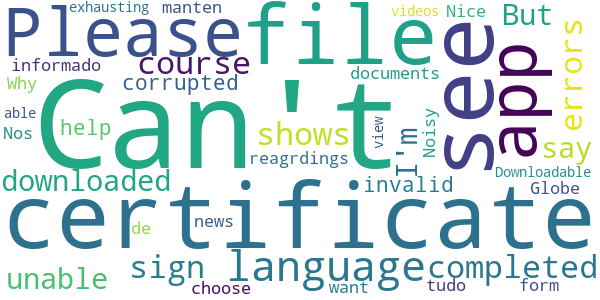 exhausting manten videos Nice But
Please file see app errors
informado course documents
Why corrupted
able Can't I'm Noisy
Nos help shows view say
reagrdings Downloadable
downloaded invalid Globe
certificate
de news
unable sign language completed
choose want tudo form